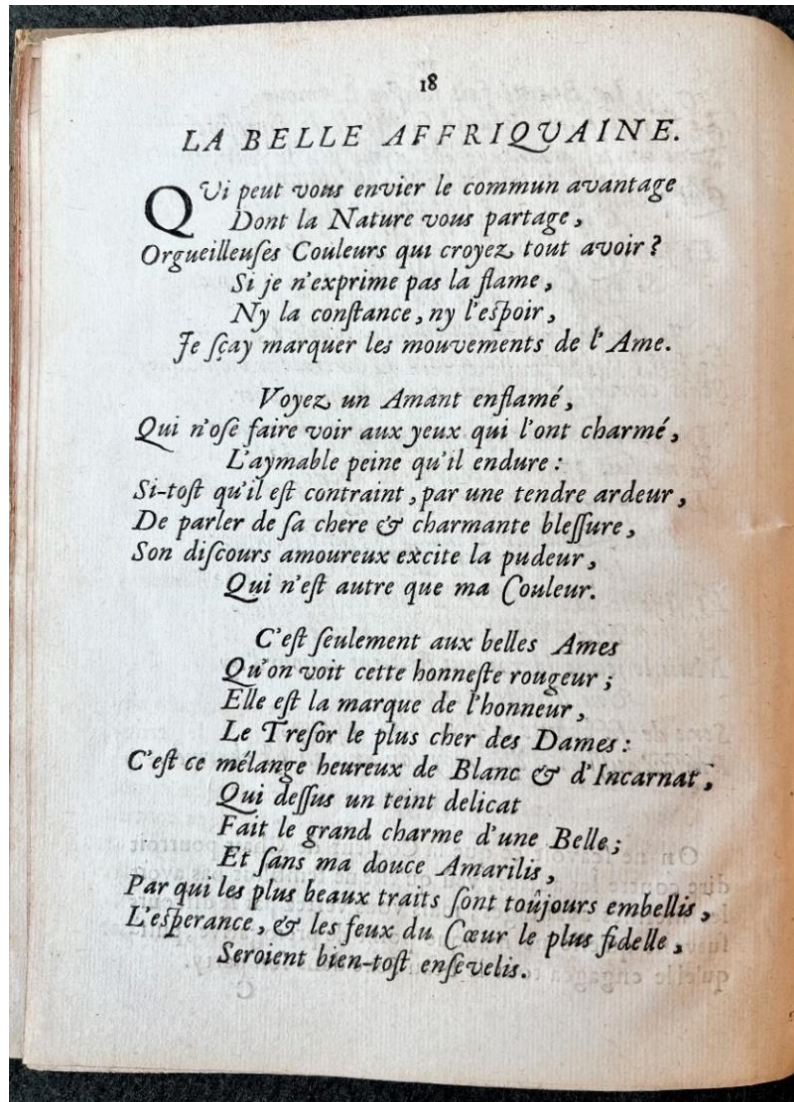 18
LA BELLE AFFRIQVAINE.
QVi peut vous envier le commun avantage
Dont la Nature vous partage,
Orgueilleuſes Couleurs qui croyez tout avoir?
Si je n'exprime pas la flame,
Ny la conſtance, ny l'eſpoir,
Je ſçay marquer les mouvements de l'Ame.
Voyez un Amant enflamé,
Qui n'oſe faire voir aux yeux qui l'ont charmé,
L'aymable peine qu'il endure:
Si-toſt qu'il eſt contraint, par une tendre ardeur,
De parler de ſa chere & charmante bleſſure,
Son diſcours amoureux excite la pudeur,
Qui n'eſt autre que ma Couleur.
C'eſt ſeulement aux belles Ames
Qu'on voit cette honneſte rougeur;
Elle eſt la marque de l'honneur,
Le Treſor le plus cher des Dames:
C'eſt ce mélange heureux de Blanc & d'Incarnat,
Qui deſſus un teint delicat
Fait le grand charme d'une Belle;
Et ſans ma douce Amarilis,
Par qui les plus beaux traits ſont toûjours embellis,
L'eſperance, & les feux du Cœur le plus fidelle,
Seroient bien-toſt enſevelis.